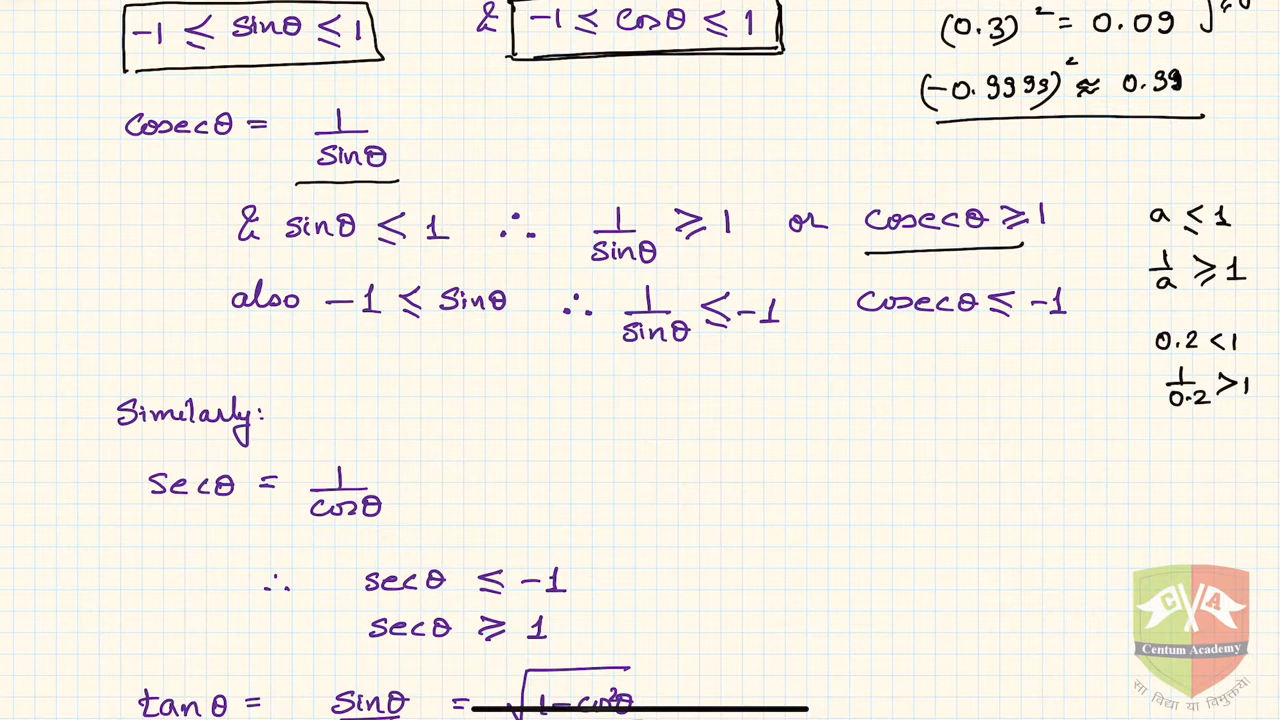 -1 ≤ sinθ ≤ 1 & -1 ≤ cosθ ≤ 1
(0.3)² = 0.09
(-0.9999)² ≈ 0.99
cosecθ = 1/sinθ
& sinθ ≤ 1 ∴ 1/sinθ ≥ 1 or cosecθ ≥ 1
also -1 ≤ sinθ ∴ 1/sinθ ≤ -1 cosecθ ≤ -1
a ≤ 1
1/a ≥ 1
0.2 < 1
1/0.2 > 1
Similarly:
secθ = 1/cosθ
∴ secθ ≤ -1
secθ ≥ 1
tanθ = sinθ = √1-cos²θ
C A
Centum Academy
सा विद्या या विमुक्तये।